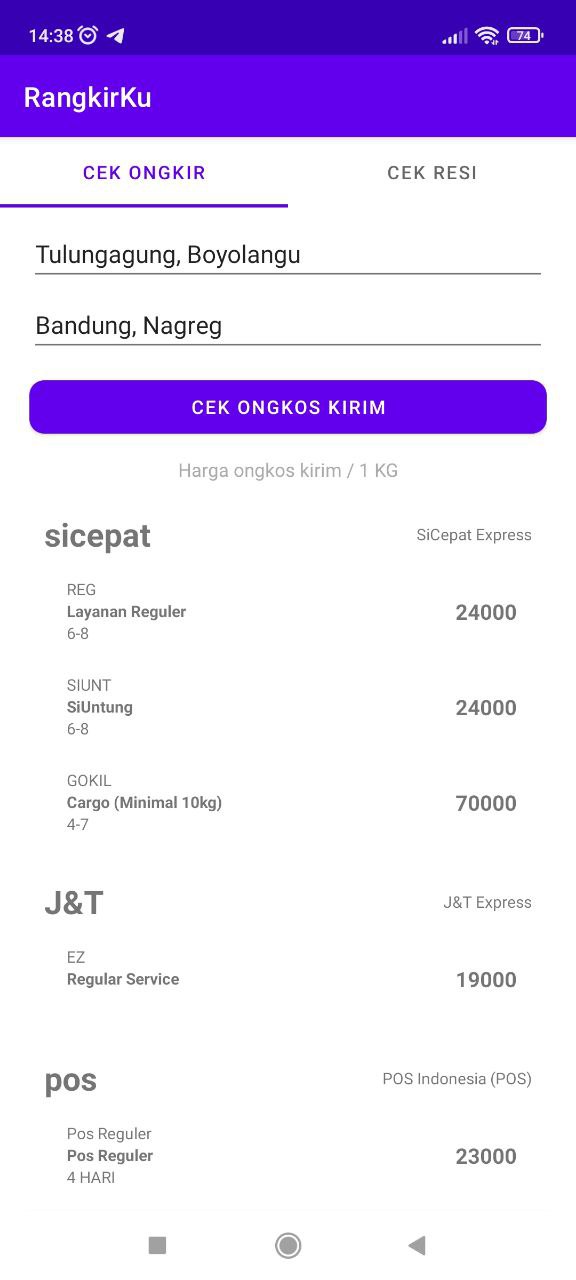 14:38
74
RangkirKu
CEK ONGKIR
CEK RESI
Tulungagung, Boyolangu
Bandung, Nagreg
CEK ONGKOS KIRIM
Harga ongkos kirim / 1 KG
sicepat
SiCepat Express
REG
Layanan Reguler
24000
6-8
SIUNT
SiUntung
24000
6-8
GOKIL
Cargo (Minimal 10kg)
70000
4-7
J&T
J&T Express
EZ
Regular Service
19000
pos
POS Indonesia (POS)
Pos Reguler
Pos Reguler
23000
4 HARI